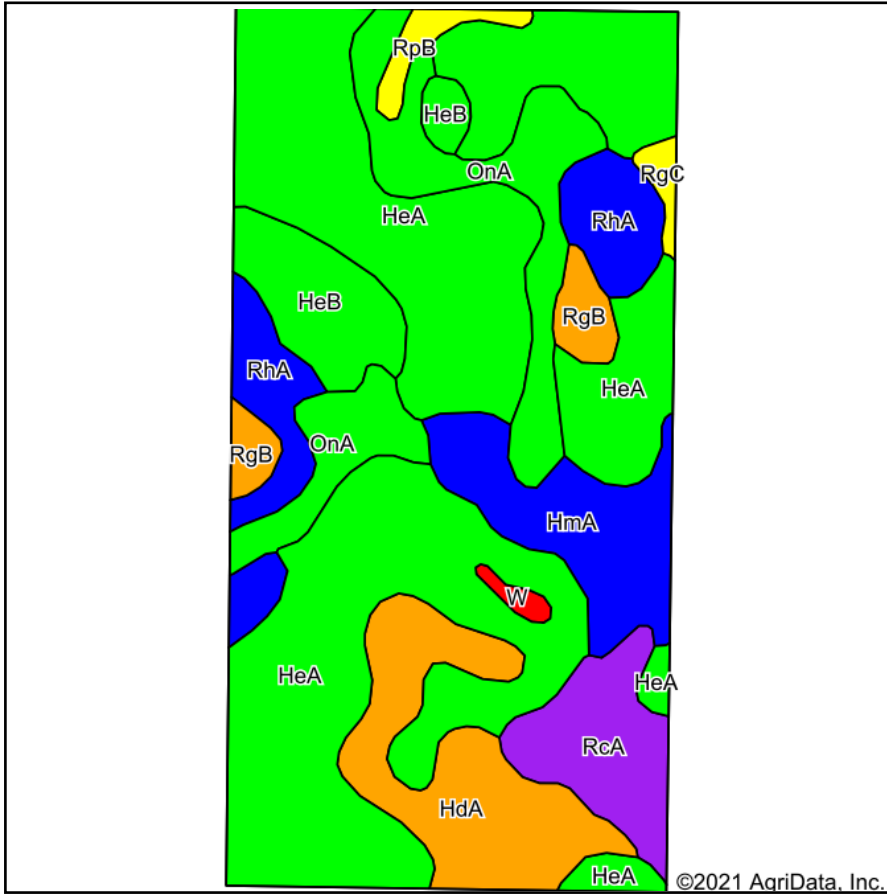 RpB
HeB
OnA
RgC
HeA
RhA
HeB
RgB
RhA
HeA
OnA
RgB
HmA
W
HeA
HeA
RcA
HdA
HeA
©2021 AgriData, Inc.